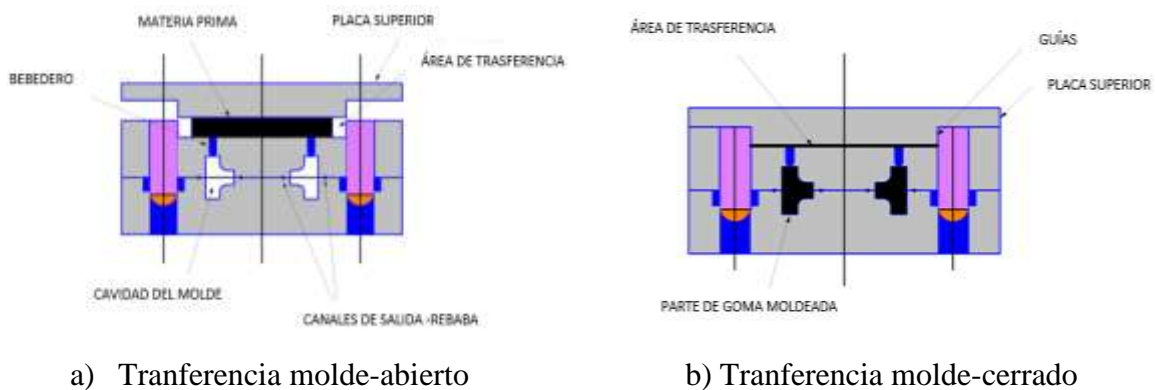 MATERIA PRIMA
PLACA SUPERIOR
ÁREA DE TRASFERENCIA
BEBEDERO
CAVIDAD DEL MOLDE
CANALES DE SALIDA -REBABA
a) Tranferencia molde-abierto
ÁREA DE TRASFERENCIA
GUÍAS
PLACA SUPERIOR
PARTE DE GOMA MOLDEADA
b) Tranferencia molde-cerrado